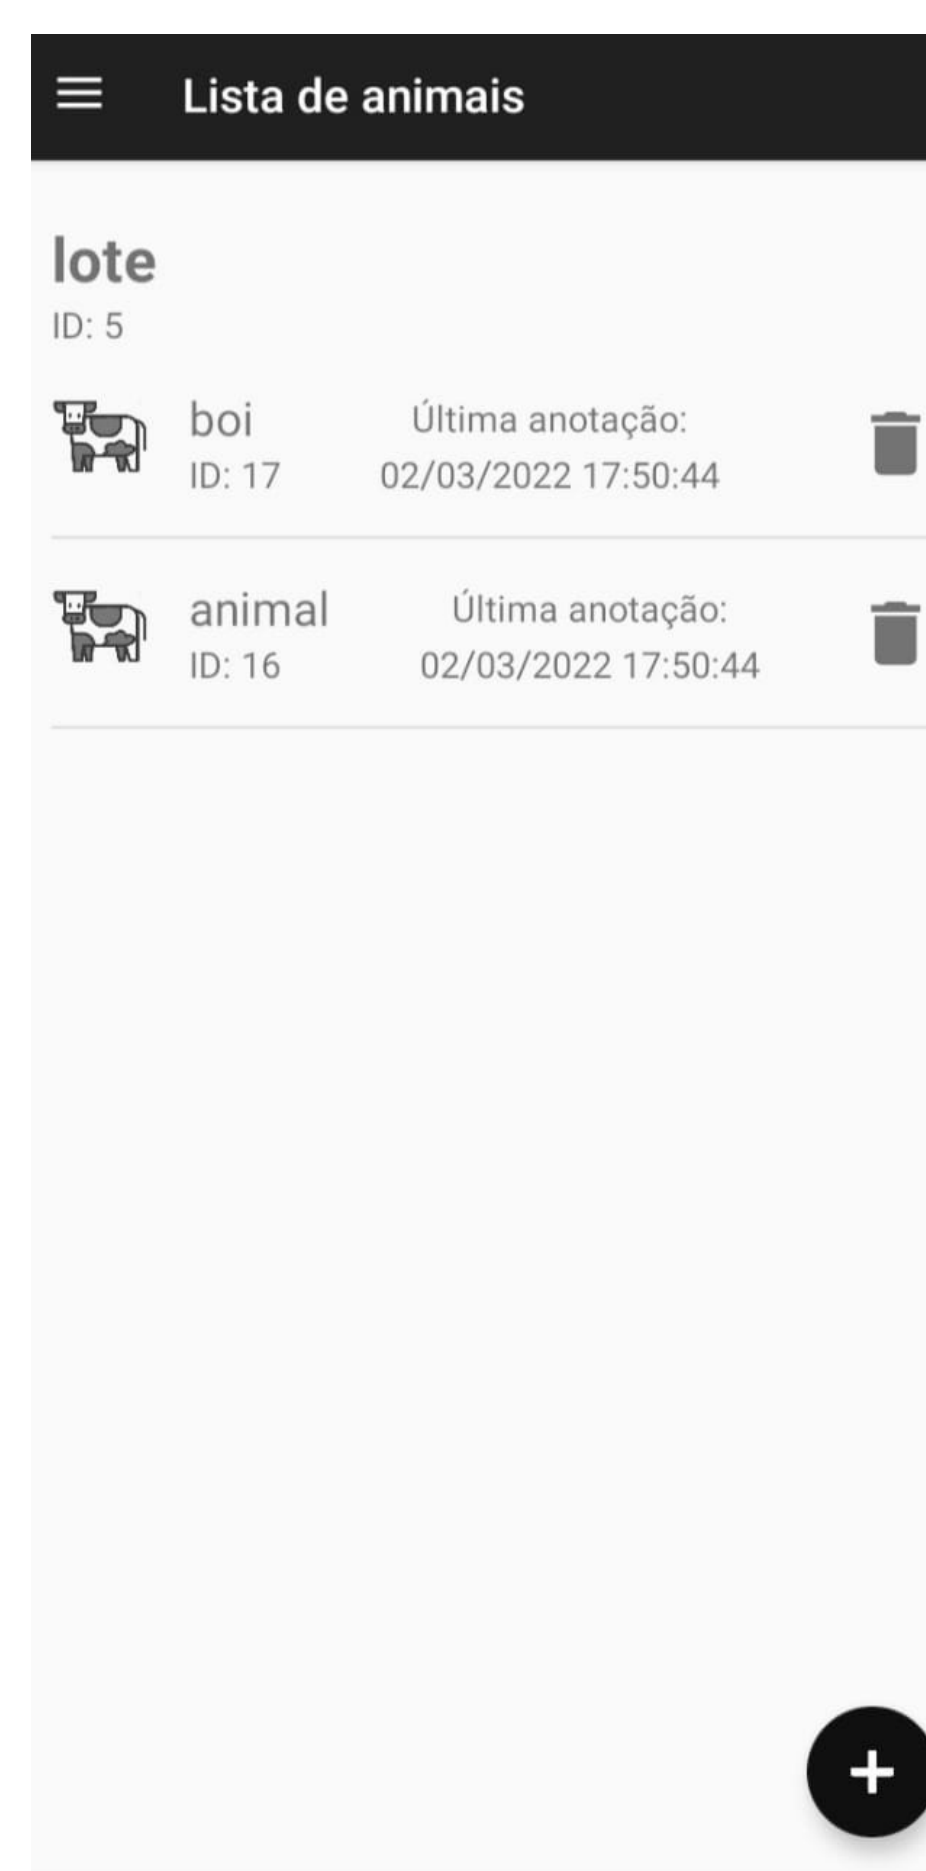 Lista de animais
lote
ID: 5
boi
Última anotação:
ID: 17
02/03/2022 17:50:44
animal
Última anotação:
ID: 16
02/03/2022 17:50:44